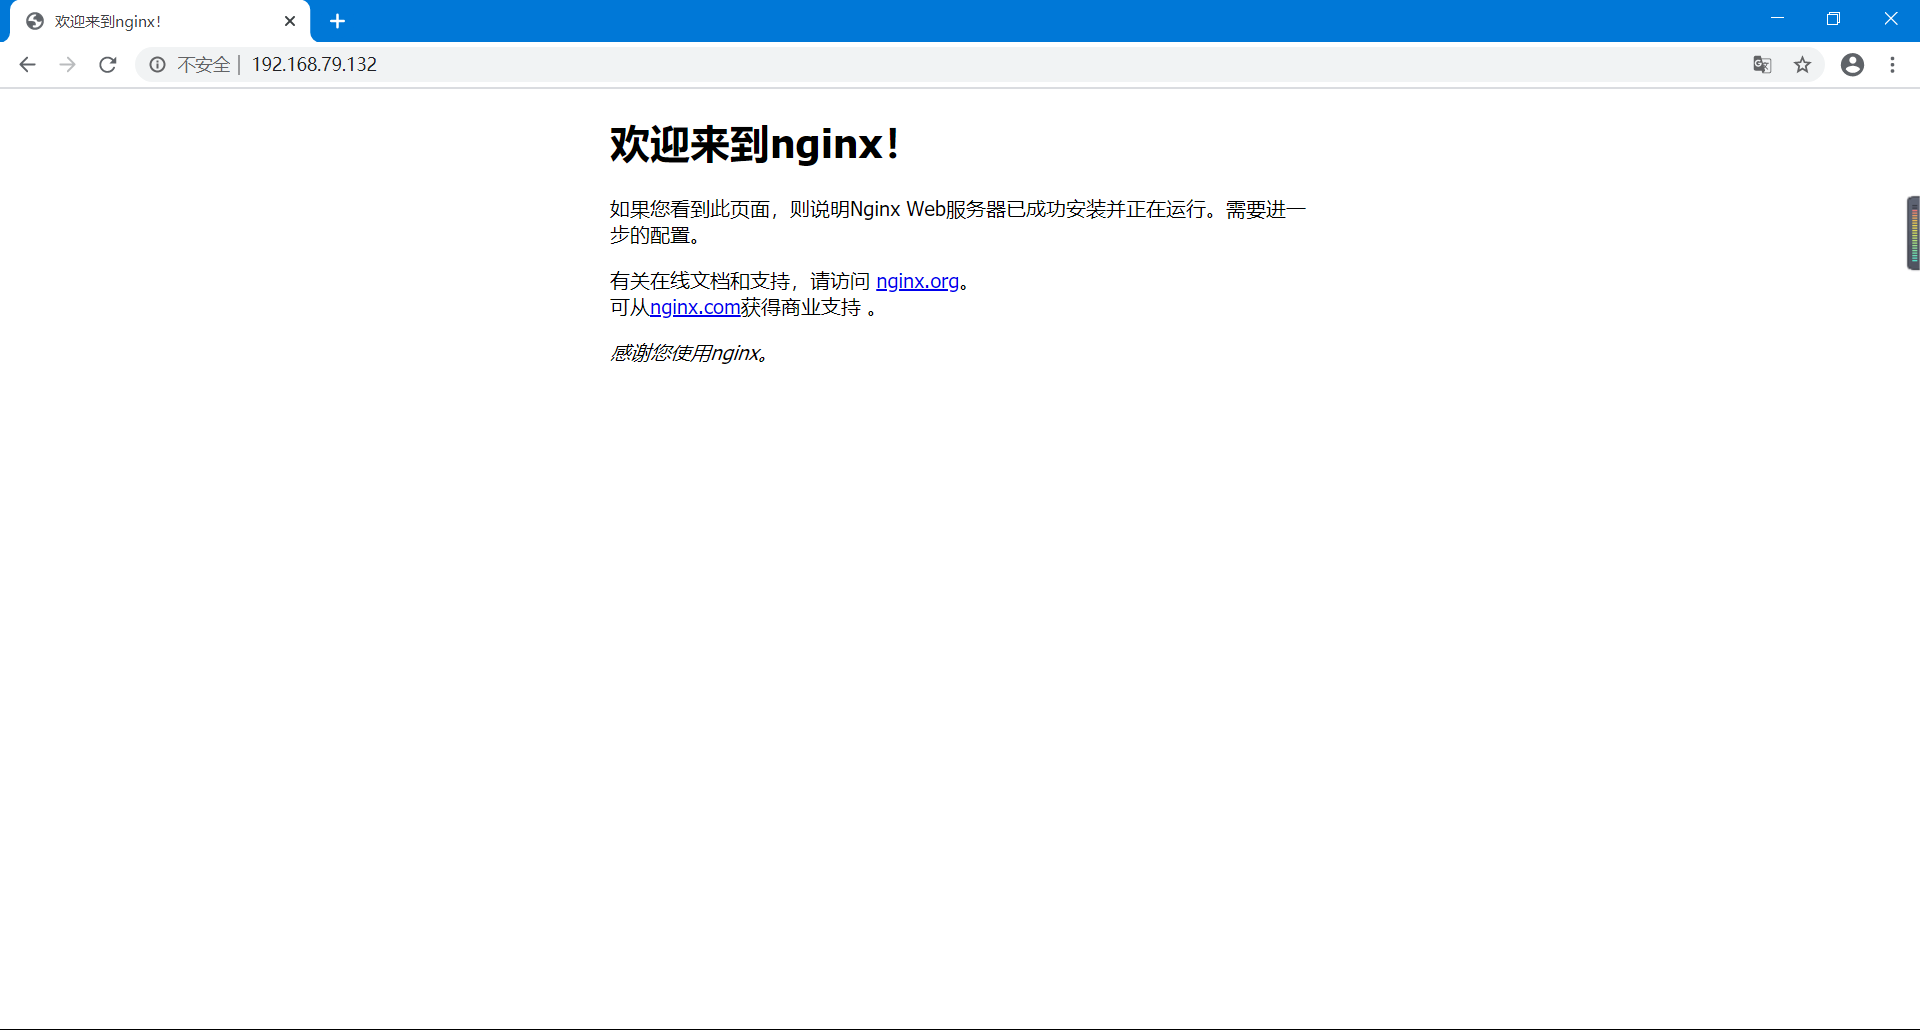 欢迎来到nginx！
不安全 | 192.168.79.132
欢迎来到nginx！
如果您看到此页面，则说明Nginx Web服务器已成功安装并正在运行。需要进一
步的配置。
有关在线文档和支持，请访问 nginx.org。
可从nginx.com获得商业支持 。
感谢您使用nginx。